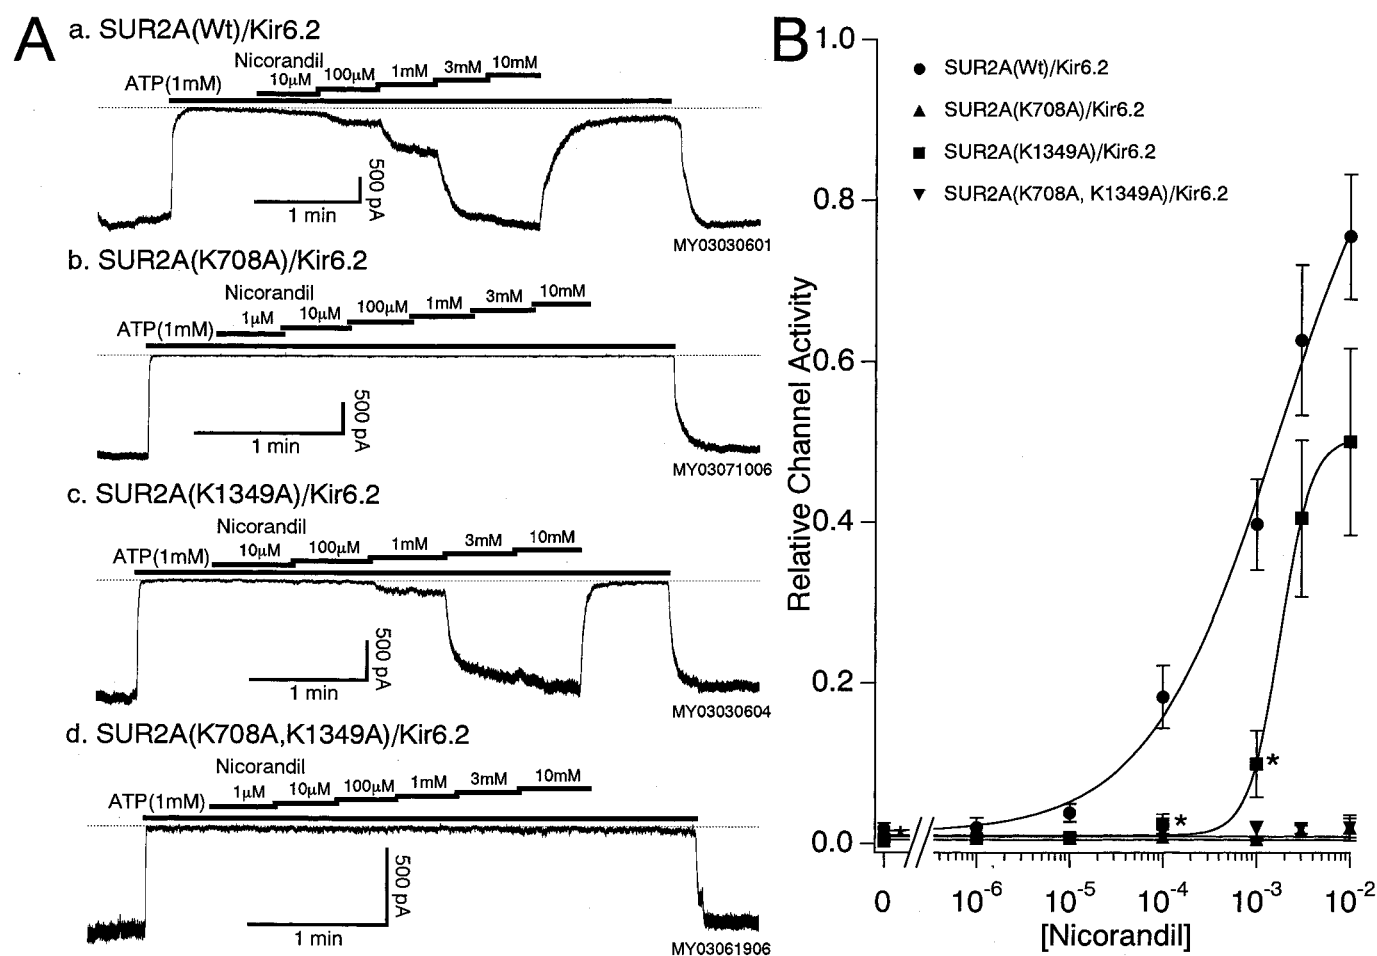 A
a. SUR2A(Wt)/Kir6.2
Nicorandil
ATP(1mM)
10µM
100µM
1mM
3mM
10mM
500 pA
1 min
MY03030601
b. SUR2A(K708A)/Kir6.2
Nicorandil
ATP(1mM)
1µM
10µM
100µM
1mM
3mM
10mM
500 pA
1 min
MY03071006
c. SUR2A(K1349A)/Kir6.2
Nicorandil
ATP(1mM)
10µM
100µM
1mM
3mM
10mM
500 pA
1 min
MY03030604
d. SUR2A(K708A,K1349A)/Kir6.2
Nicorandil
ATP(1mM)
1µM
10µM
100µM
1mM
3mM
10mM
500 pA
1 min
MY03061906
B
SUR2A(Wt)/Kir6.2
SUR2A(K708A)/Kir6.2
SUR2A(K1349A)/Kir6.2
SUR2A(K708A, K1349A)/Kir6.2
Relative Channel Activity
1.0
0.8
0.6
0.4
0.2
0.0
*
*
*
0
10⁻⁶
10⁻⁵
10⁻⁴
10⁻³
10⁻²
[Nicorandil]